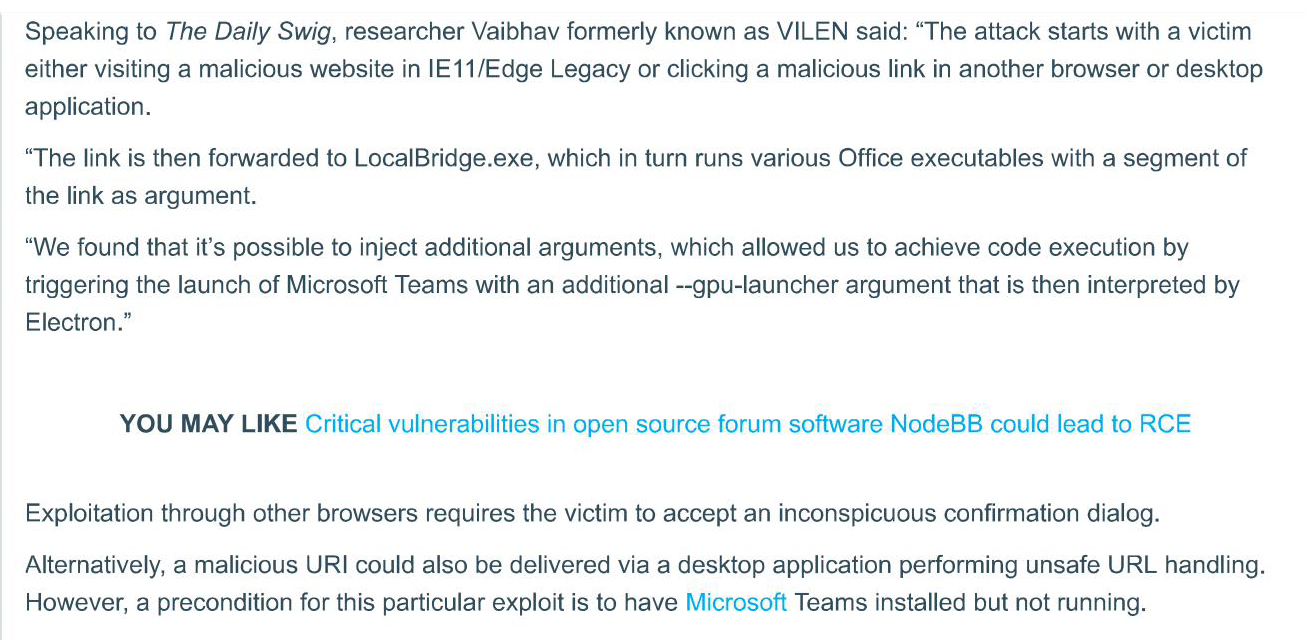 Speaking to The Daily Swig, researcher Vaibhav formerly known as VILEN said: “The attack starts with a victim
either visiting a malicious website in IE11/Edge Legacy or clicking a malicious link in another browser or desktop
application.
“The link is then forwarded to LocalBridge.exe, which in turn runs various Office executables with a segment of
the link as argument.
“We found that it’s possible to inject additional arguments, which allowed us to achieve code execution by
triggering the launch of Microsoft Teams with an additional --gpu-launcher argument that is then interpreted by
Electron.”
YOU MAY LIKE Critical vulnerabilities in open source forum software NodeBB could lead to RCE
Exploitation through other browsers requires the victim to accept an inconspicuous confirmation dialog.
Alternatively, a malicious URI could also be delivered via a desktop application performing unsafe URL handling.
However, a precondition for this particular exploit is to have Microsoft Teams installed but not running.